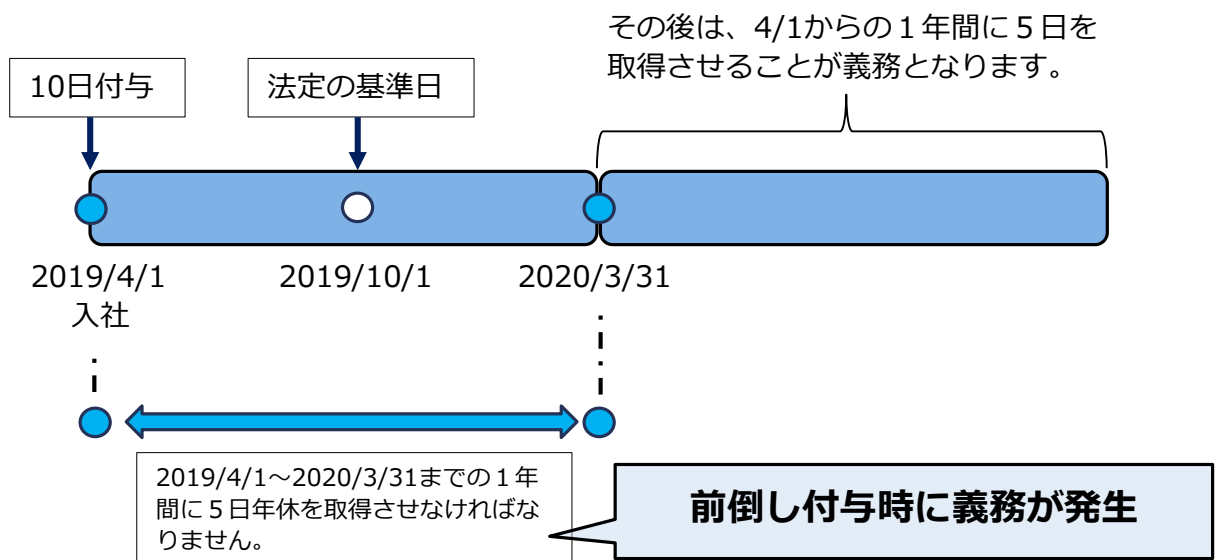 その後は、4/1からの１年間に５日を
取得させることが義務となります。
10日付与
法定の基準日
2019/4/1
入社
2019/10/1
2020/3/31
2019/4/1～2020/3/31までの１年
間に５日年休を取得させなければな
りません。
前倒し付与時に義務が発生